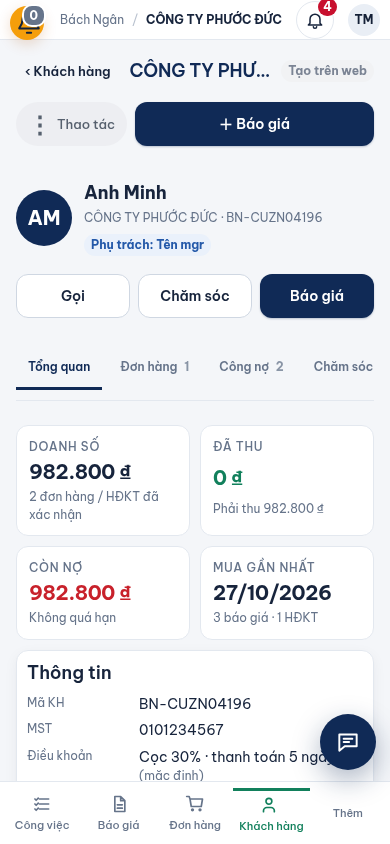 0
Bách Ngân / CÔNG TY PHƯỚC ĐỨC
4
TM
‹ Khách hàng
CÔNG TY PHƯ...
Tạo trên web
⋮ Thao tác
+ Báo giá
AM
Anh Minh
CÔNG TY PHƯỚC ĐỨC · BN-CUZN04196
Phụ trách: Tên mgr
Gọi
Chăm sóc
Báo giá
Tổng quan
Đơn hàng 1
Công nợ 2
Chăm sóc
DOANH SỐ
982.800 ₫
2 đơn hàng / HĐKT đã
xác nhận
ĐÃ THU
0 ₫
Phải thu 982.800 ₫
CÒN NỢ
982.800 ₫
Không quá hạn
MUA GẦN NHẤT
27/10/2026
3 báo giá · 1 HĐKT
Thông tin
Mã KH BN-CUZN04196
MST 0101234567
Điều khoản Cọc 30% · thanh toán 5 ngày
(mặc định)
Công việc
Báo giá
Đơn hàng
Khách hàng
Thêm